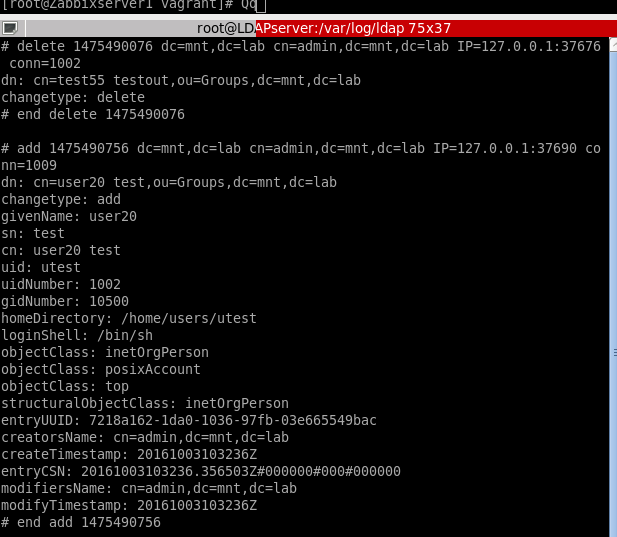 [root@Zabbixserver1 vagrant]# Qq
root@LDAPserver:/var/log/ldap 75x37
# delete 1475490076 dc=mnt,dc=lab cn=admin,dc=mnt,dc=lab IP=127.0.0.1:37676
conn=1002
dn: cn=test55 testout,ou=Groups,dc=mnt,dc=lab
changetype: delete
# end delete 1475490076
# add 1475490756 dc=mnt,dc=lab cn=admin,dc=mnt,dc=lab IP=127.0.0.1:37690 co
nn=1009
dn: cn=user20 test,ou=Groups,dc=mnt,dc=lab
changetype: add
givenName: user20
sn: test
cn: user20 test
uid: utest
uidNumber: 1002
gidNumber: 10500
homeDirectory: /home/users/utest
loginShell: /bin/sh
objectClass: inetOrgPerson
objectClass: posixAccount
objectClass: top
structuralObjectClass: inetOrgPerson
entryUUID: 7218a162-1da0-1036-97fb-03e665549bac
creatorsName: cn=admin,dc=mnt,dc=lab
createTimestamp: 20161003103236Z
entryCSN: 20161003103236.356503Z#000000#000#000000
modifiersName: cn=admin,dc=mnt,dc=lab
modifyTimestamp: 20161003103236Z
# end add 1475490756